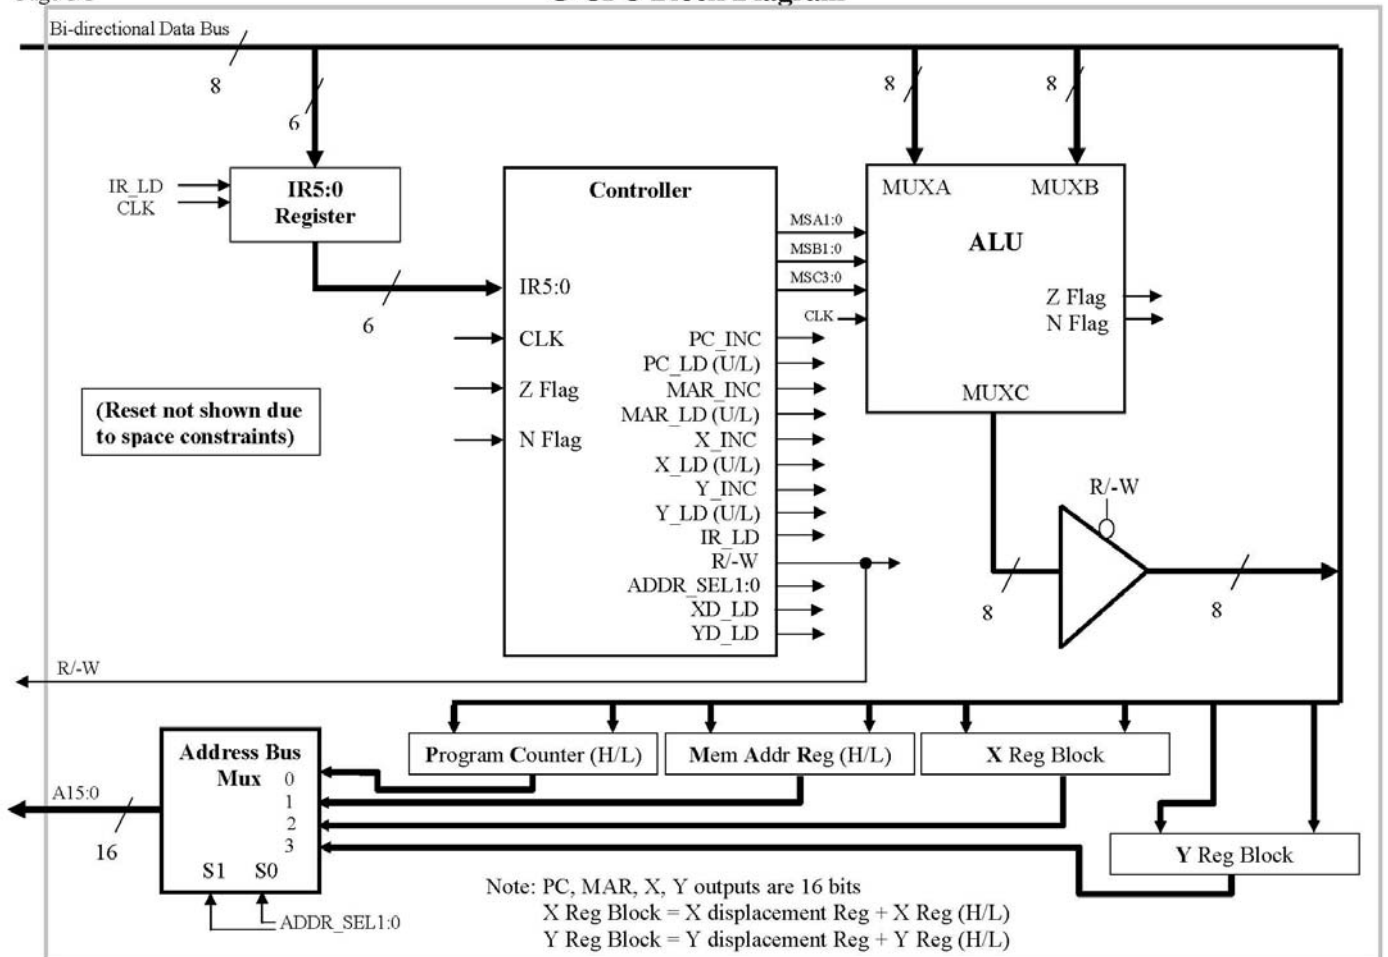 Bi-directional Data Bus
8
6
8
8
IR_LD
CLK
IR5:0
Register
6
(Reset not shown due
to space constraints)
Controller
IR5:0
CLK
Z Flag
N Flag
PC_INC
PC_LD (U/L)
MAR_INC
MAR_LD (U/L)
X_INC
X_LD (U/L)
Y_INC
Y_LD (U/L)
IR_LD
R/-W
ADDR_SEL1:0
XD_LD
YD_LD
MSA1:0
MSB1:0
MSC3:0
CLK
MUXA MUXB
ALU
Z Flag
N Flag
MUXC
R/-W
8
8
R/-W
Program Counter (H/L)
Mem Addr Reg (H/L)
X Reg Block
Y Reg Block
Address Bus
Mux
0
1
2
3
S1 S0
A15:0
16
ADDR_SEL1:0
Note: PC, MAR, X, Y outputs are 16 bits
X Reg Block = X displacement Reg + X Reg (H/L)
Y Reg Block = Y displacement Reg + Y Reg (H/L)